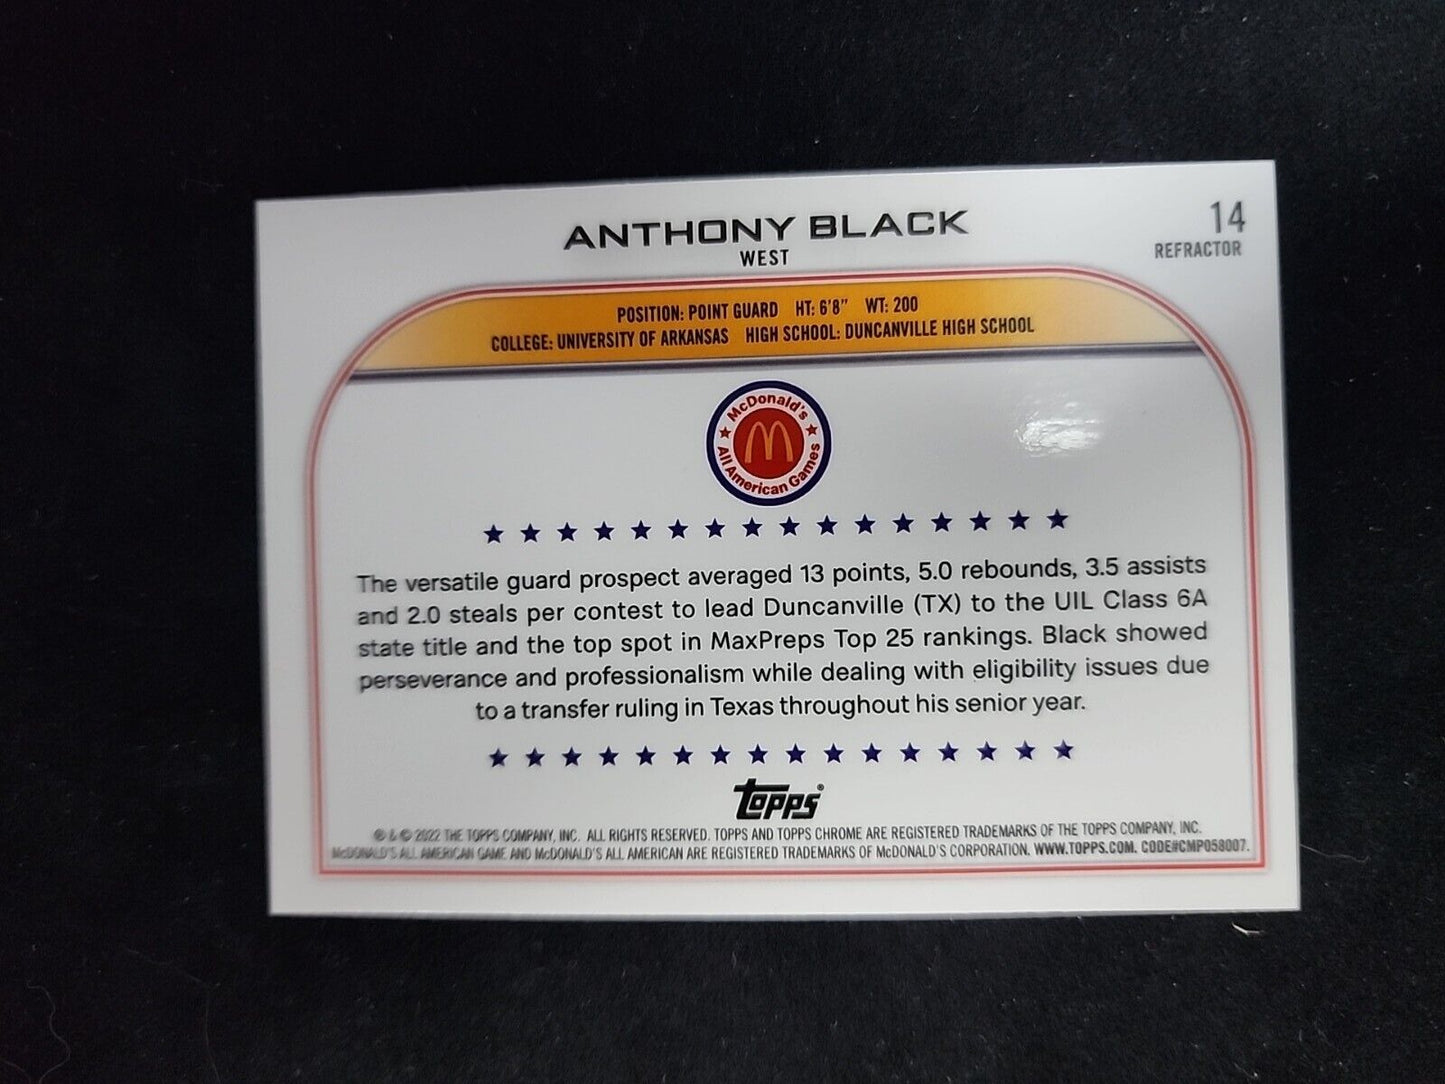 ANTHONY BLACK
WEST
14
REFRACTOR
POSITION: POINT GUARD HT: 6'8" WT: 200
COLLEGE: UNIVERSITY OF ARKANSAS HIGH SCHOOL: DUNCANVILLE HIGH SCHOOL
McDonald's
All American Games
The versatile guard prospect averaged 13 points, 5.0 rebounds, 3.5 assists
and 2.0 steals per contest to lead Duncanville (TX) to the UIL Class 6A
state title and the top spot in MaxPreps Top 25 rankings. Black showed
perseverance and professionalism while dealing with eligibility issues due
to a transfer ruling in Texas throughout his senior year.
topps®
® & © 2022 THE TOPPS COMPANY, INC. ALL RIGHTS RESERVED. TOPPS AND TOPPS CHROME ARE REGISTERED TRADEMARKS OF THE TOPPS COMPANY, INC.
McDONALD'S ALL AMERICAN GAME AND McDONALD'S ALL AMERICAN ARE REGISTERED TRADEMARKS OF McDONALD'S CORPORATION. WWW.TOPPS.COM. CODE#CMP058007.